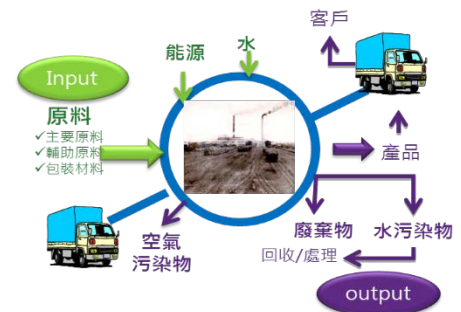 客戶
能源
水
Input
原料
✓主要原料
✓輔助原料
✓包裝材料
產品
空氣
污染物
廢棄物
水污染物
回收/處理
output